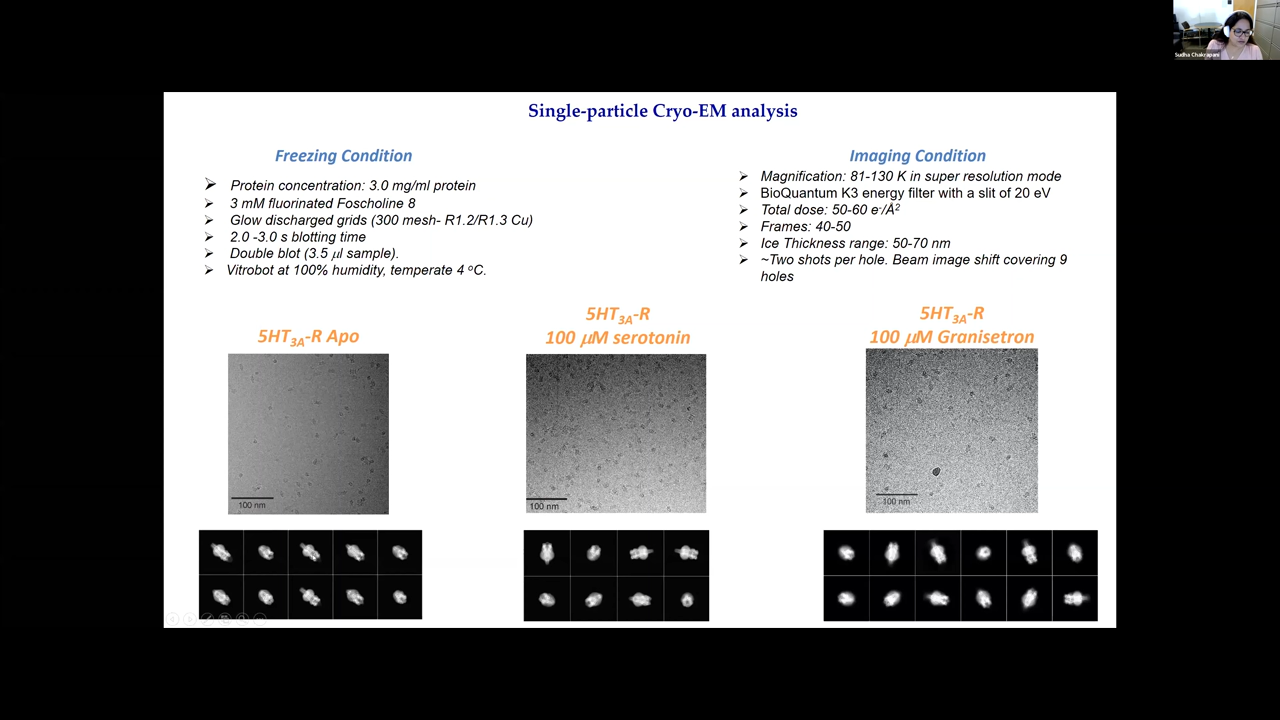 Sudha Chakrapani
Single-particle Cryo-EM analysis
Freezing Condition
Protein concentration: 3.0 mg/ml protein
3 mM fluorinated Foscholine 8
Glow discharged grids (300 mesh- R1.2/R1.3 Cu)
2.0 -3.0 s blotting time
Double blot (3.5 μl sample).
Vitrobot at 100% humidity, temperate 4 ºC.
Imaging Condition
Magnification: 81-130 K in super resolution mode
BioQuantum K3 energy filter with a slit of 20 eV
Total dose: 50-60 e⁻/Å²
Frames: 40-50
Ice Thickness range: 50-70 nm
~Two shots per hole. Beam image shift covering 9
holes
5HT₃ₐ-R Apo
100 nm
5HT₃ₐ-R
100 μM serotonin
100 nm
5HT₃ₐ-R
100 μM Granisetron
100 nm